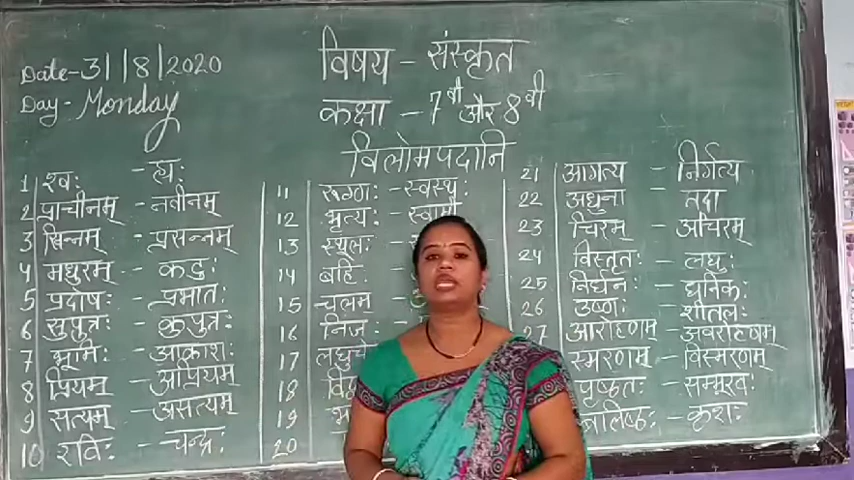 Date-31/8/2020
Day-Monday
विषय - संस्कृत
कक्षा - 7 वी और 8 वी
विलोमपदानि
1 श्वः - ह्यः
2 प्राचीनम् - नवीनम्
3 खिन्नम् - प्रसन्नम्
4 मधुरम् - कटुः
5 प्रदोषः - प्रभातः
6 सुपुत्रः - कुपुत्रः
7 भूमिः - आकाशः
8 प्रियम् - अप्रियम्
9 सत्यम् - असत्यम्
10 रविः - चन्द्रः
11 रूग्णः - स्वस्थः
12 भृत्यः - स्वामी
13 स्थूलः -
14 बहिः -
15 चलम् -
16 निजः -
17
18
19
20
21 आगत्य - निर्गत्य
22 अधुना - तदा
23 चिरम् - अचिरम्
24 विस्तृतः - लघुः
25 निर्धनः - धनिकः
26 उष्णः - शीतलः
27 आरोहणम् - अवरोहणम्
स्मरणम् - विस्मरणम्
पृष्ठतः - सम्मुखः
बालिष्ठः - कृशः